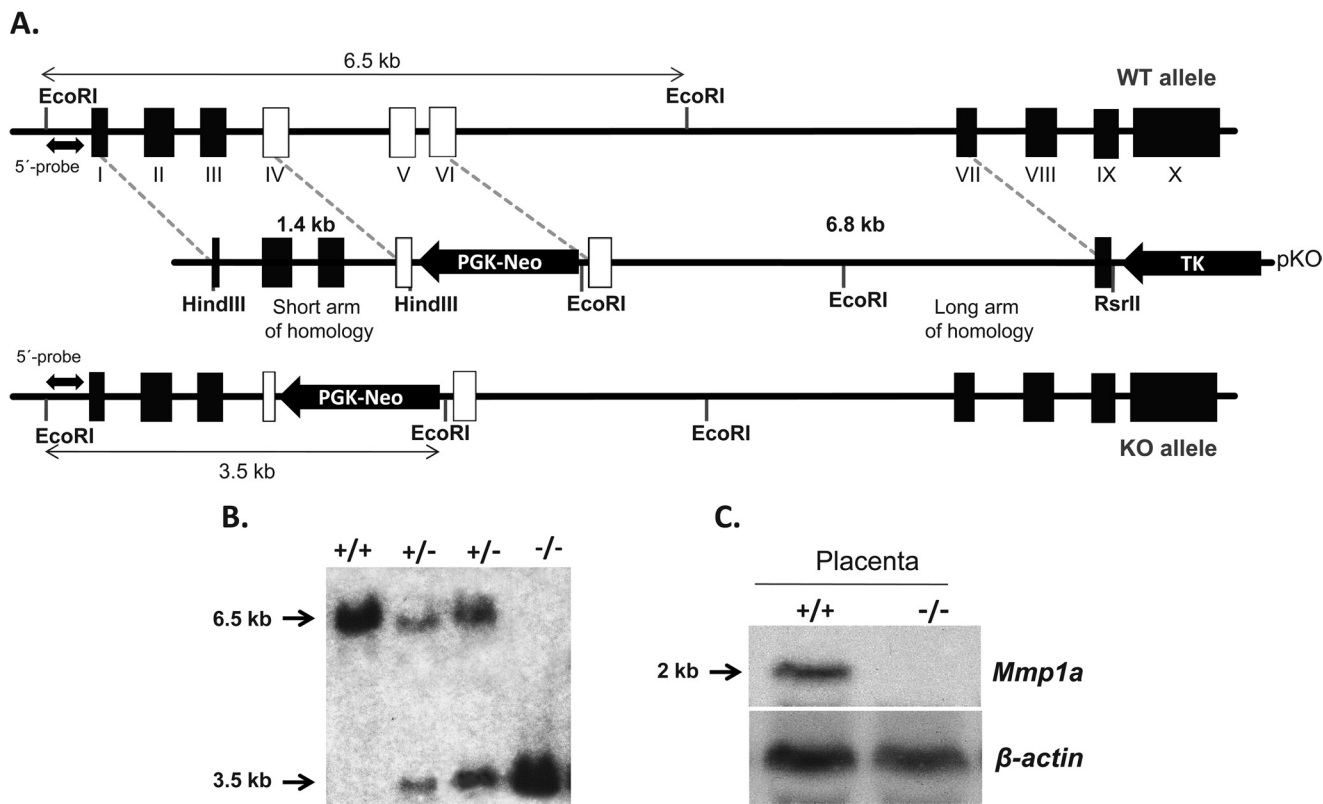 A.
6.5 kb
WT allele
EcoRI
EcoRI
5´-probe
I II III IV V VI VII VIII IX X
1.4 kb
6.8 kb
PGK-Neo
TK
pKO
HindIII
HindIII
EcoRI
EcoRI
RsrII
Short arm
of homology
Long arm
of homology
5´-probe
PGK-Neo
EcoRI
EcoRI
EcoRI
KO allele
3.5 kb
B.
+/+ +/- +/- -/-
6.5 kb
3.5 kb
C.
Placenta
+/+ -/-
2 kb
Mmp1a
β-actin